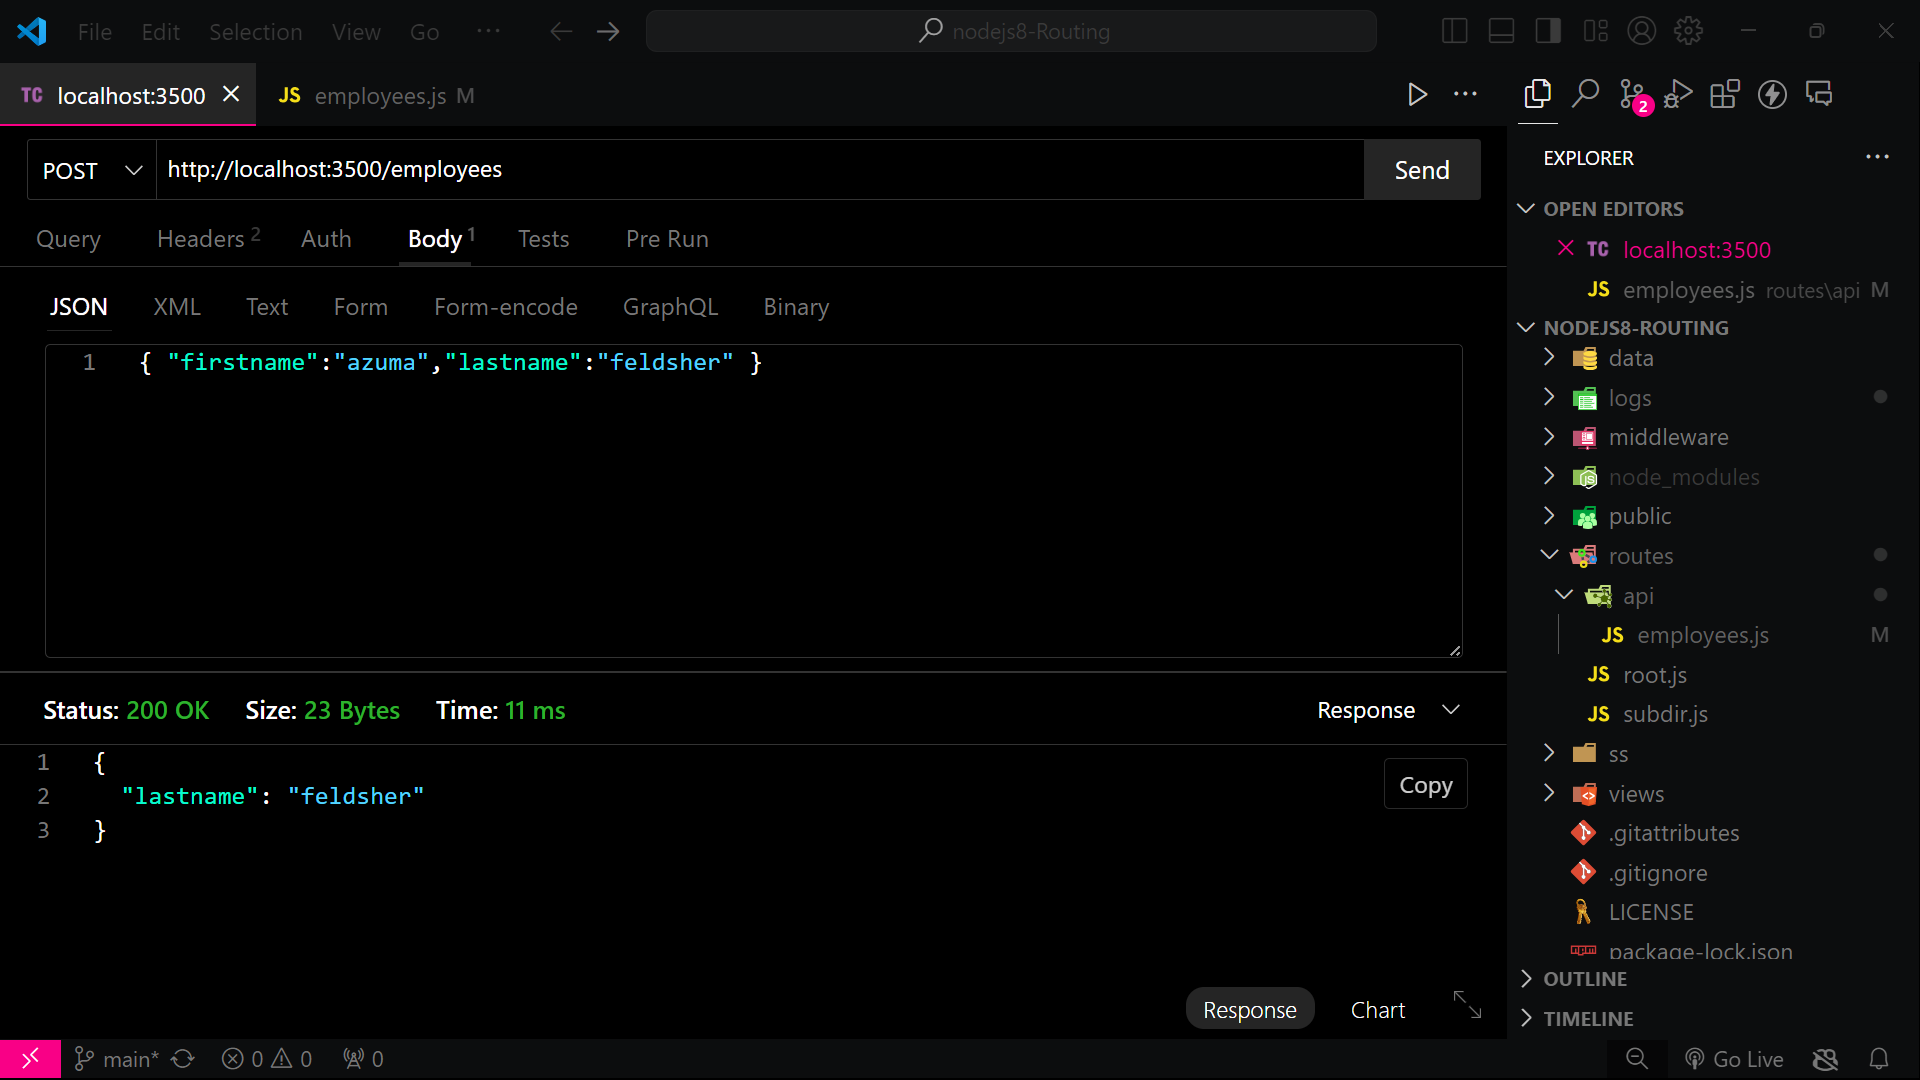 File Edit Selection View Go ··· nodejs8-Routing
TC localhost:3500 JS employees.js M
2
POST http://localhost:3500/employees Send
Query Headers 2 Auth Body 1 Tests Pre Run
JSON XML Text Form Form-encode GraphQL Binary
1 { "firstname":"azuma","lastname":"feldsher" }
Status: 200 OK Size: 23 Bytes Time: 11 ms Response
1 {
2 "lastname": "feldsher"
3 }
Copy
Response Chart
EXPLORER ···
OPEN EDITORS
TC localhost:3500
JS employees.js routes\api M
NODEJS8-ROUTING
data
logs
middleware
node_modules
public
routes
api
JS employees.js M
JS root.js
JS subdir.js
ss
views
.gitattributes
.gitignore
LICENSE
package-lock.json
OUTLINE
TIMELINE
main* 0 0 0 Go Live